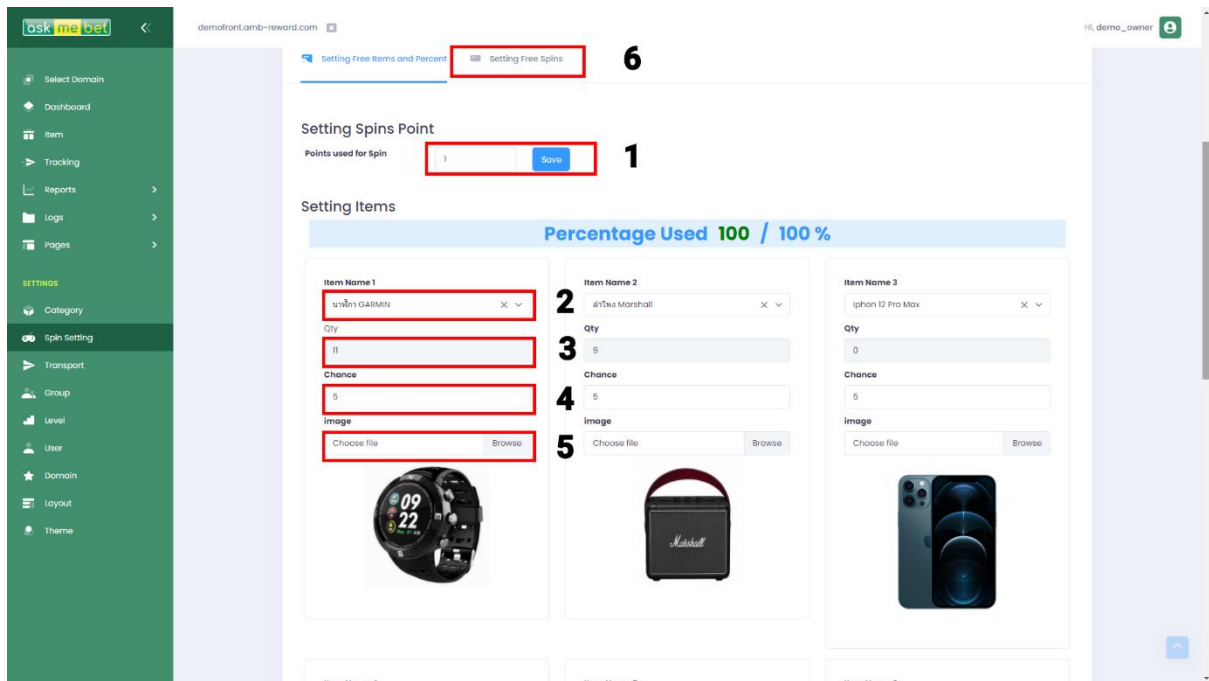 ask me bet
demofront.amb-reward.com
Hi, demo_owner
Setting Free Items and Percent
Setting Free Spins
6
Select Domain
Dashboard
Item
Tracking
Reports
Logs
Pages
SETTINGS
Category
Spin Setting
Transport
Group
Level
User
Domain
Layout
Theme
Setting Spins Point
Points used for Spin
1
Save
1
Setting Items
Percentage Used 100 / 100 %
Item Name 1
นาฬิกา GARMIN
2
Qty
11
3
Chance
5
4
image
Choose file
Browse
5
09
22
Item Name 2
ลำโพง Marshall
Qty
9
Chance
5
image
Choose file
Browse
Marshall
Item Name 3
Iphon 12 Pro Max
Qty
0
Chance
5
image
Choose file
Browse